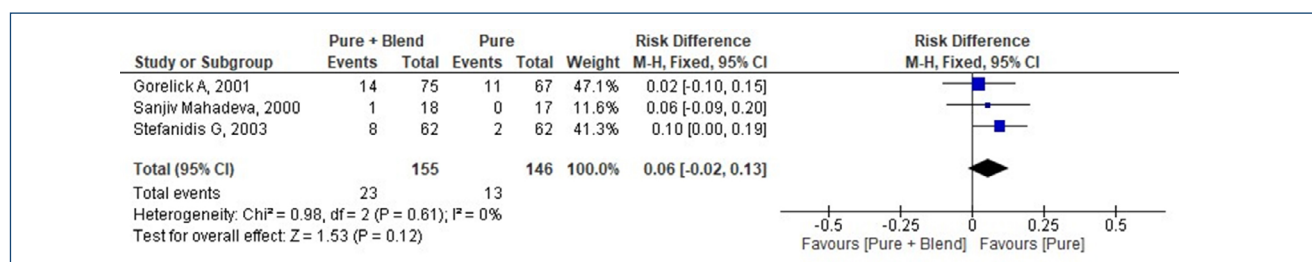 Pure + Blend Pure Risk Difference Risk Difference
Study or Subgroup Events Total Events Total Weight M-H, Fixed, 95% CI M-H, Fixed, 95% CI
Gorelick A, 2001 14 75 11 67 47.1% 0.02 [-0.10, 0.15]
Sanjiv Mahadeva, 2000 1 18 0 17 11.6% 0.06 [-0.09, 0.20]
Stefanidis G, 2003 8 62 2 62 41.3% 0.10 [0.00, 0.19]
Total (95% CI) 155 146 100.0% 0.06 [-0.02, 0.13]
Total events 23 13
Heterogeneity: Chi² = 0.98, df = 2 (P = 0.61); I² = 0%
Test for overall effect: Z = 1.53 (P = 0.12)
-0.5 -0.25 0 0.25 0.5
Favours [Pure + Blend] Favours [Pure]